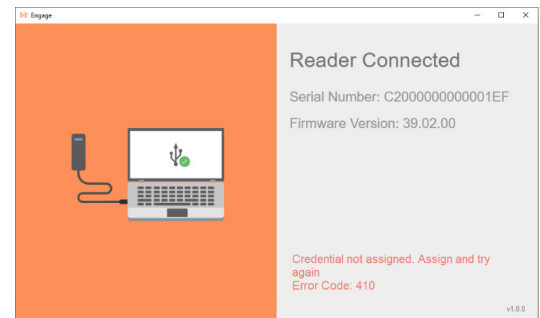 Engage
Reader Connected
Serial Number: C2000000000001EF
Firmware Version: 39.02.00
Credential not assigned. Assign and try
again
Error Code: 410
v1.0.0